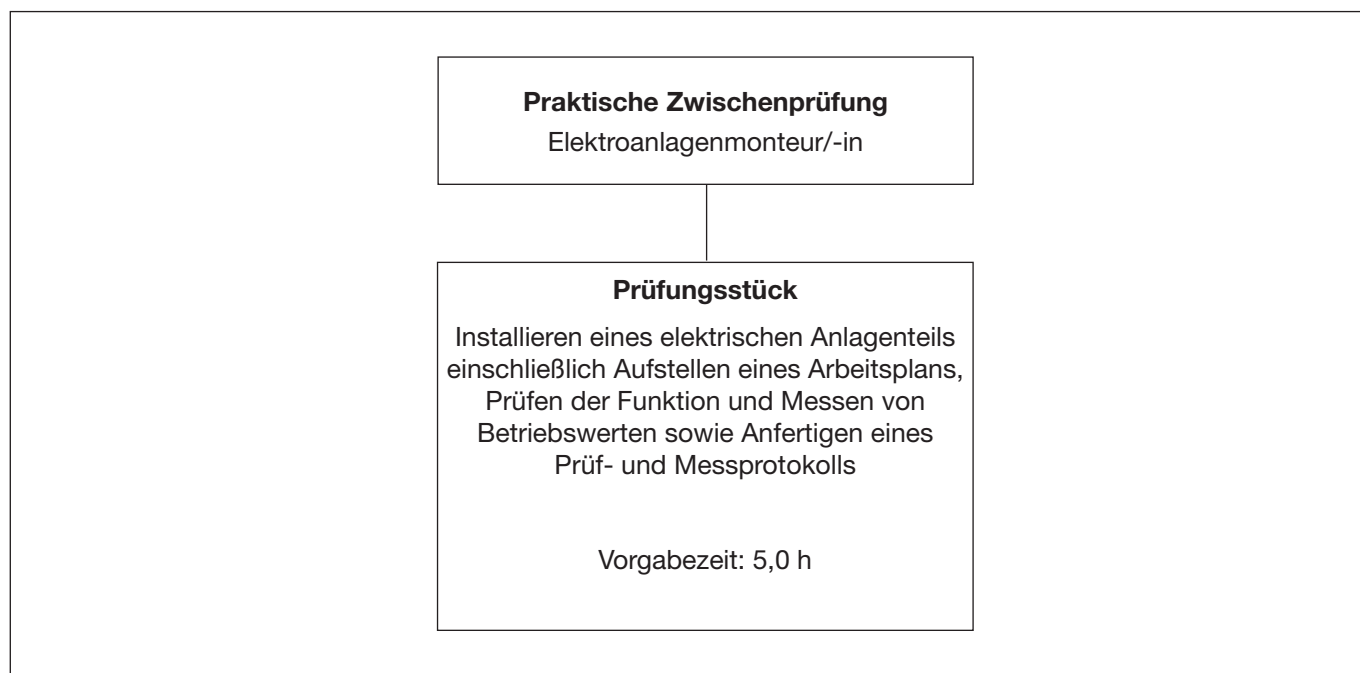 Praktische Zwischenprüfung
Elektroanlagenmonteur/-in
Prüfungsstück
Installieren eines elektrischen Anlagenteils
einschließlich Aufstellen eines Arbeitsplans,
Prüfen der Funktion und Messen von
Betriebswerten sowie Anfertigen eines
Prüf- und Messprotokolls
Vorgabezeit: 5,0 h